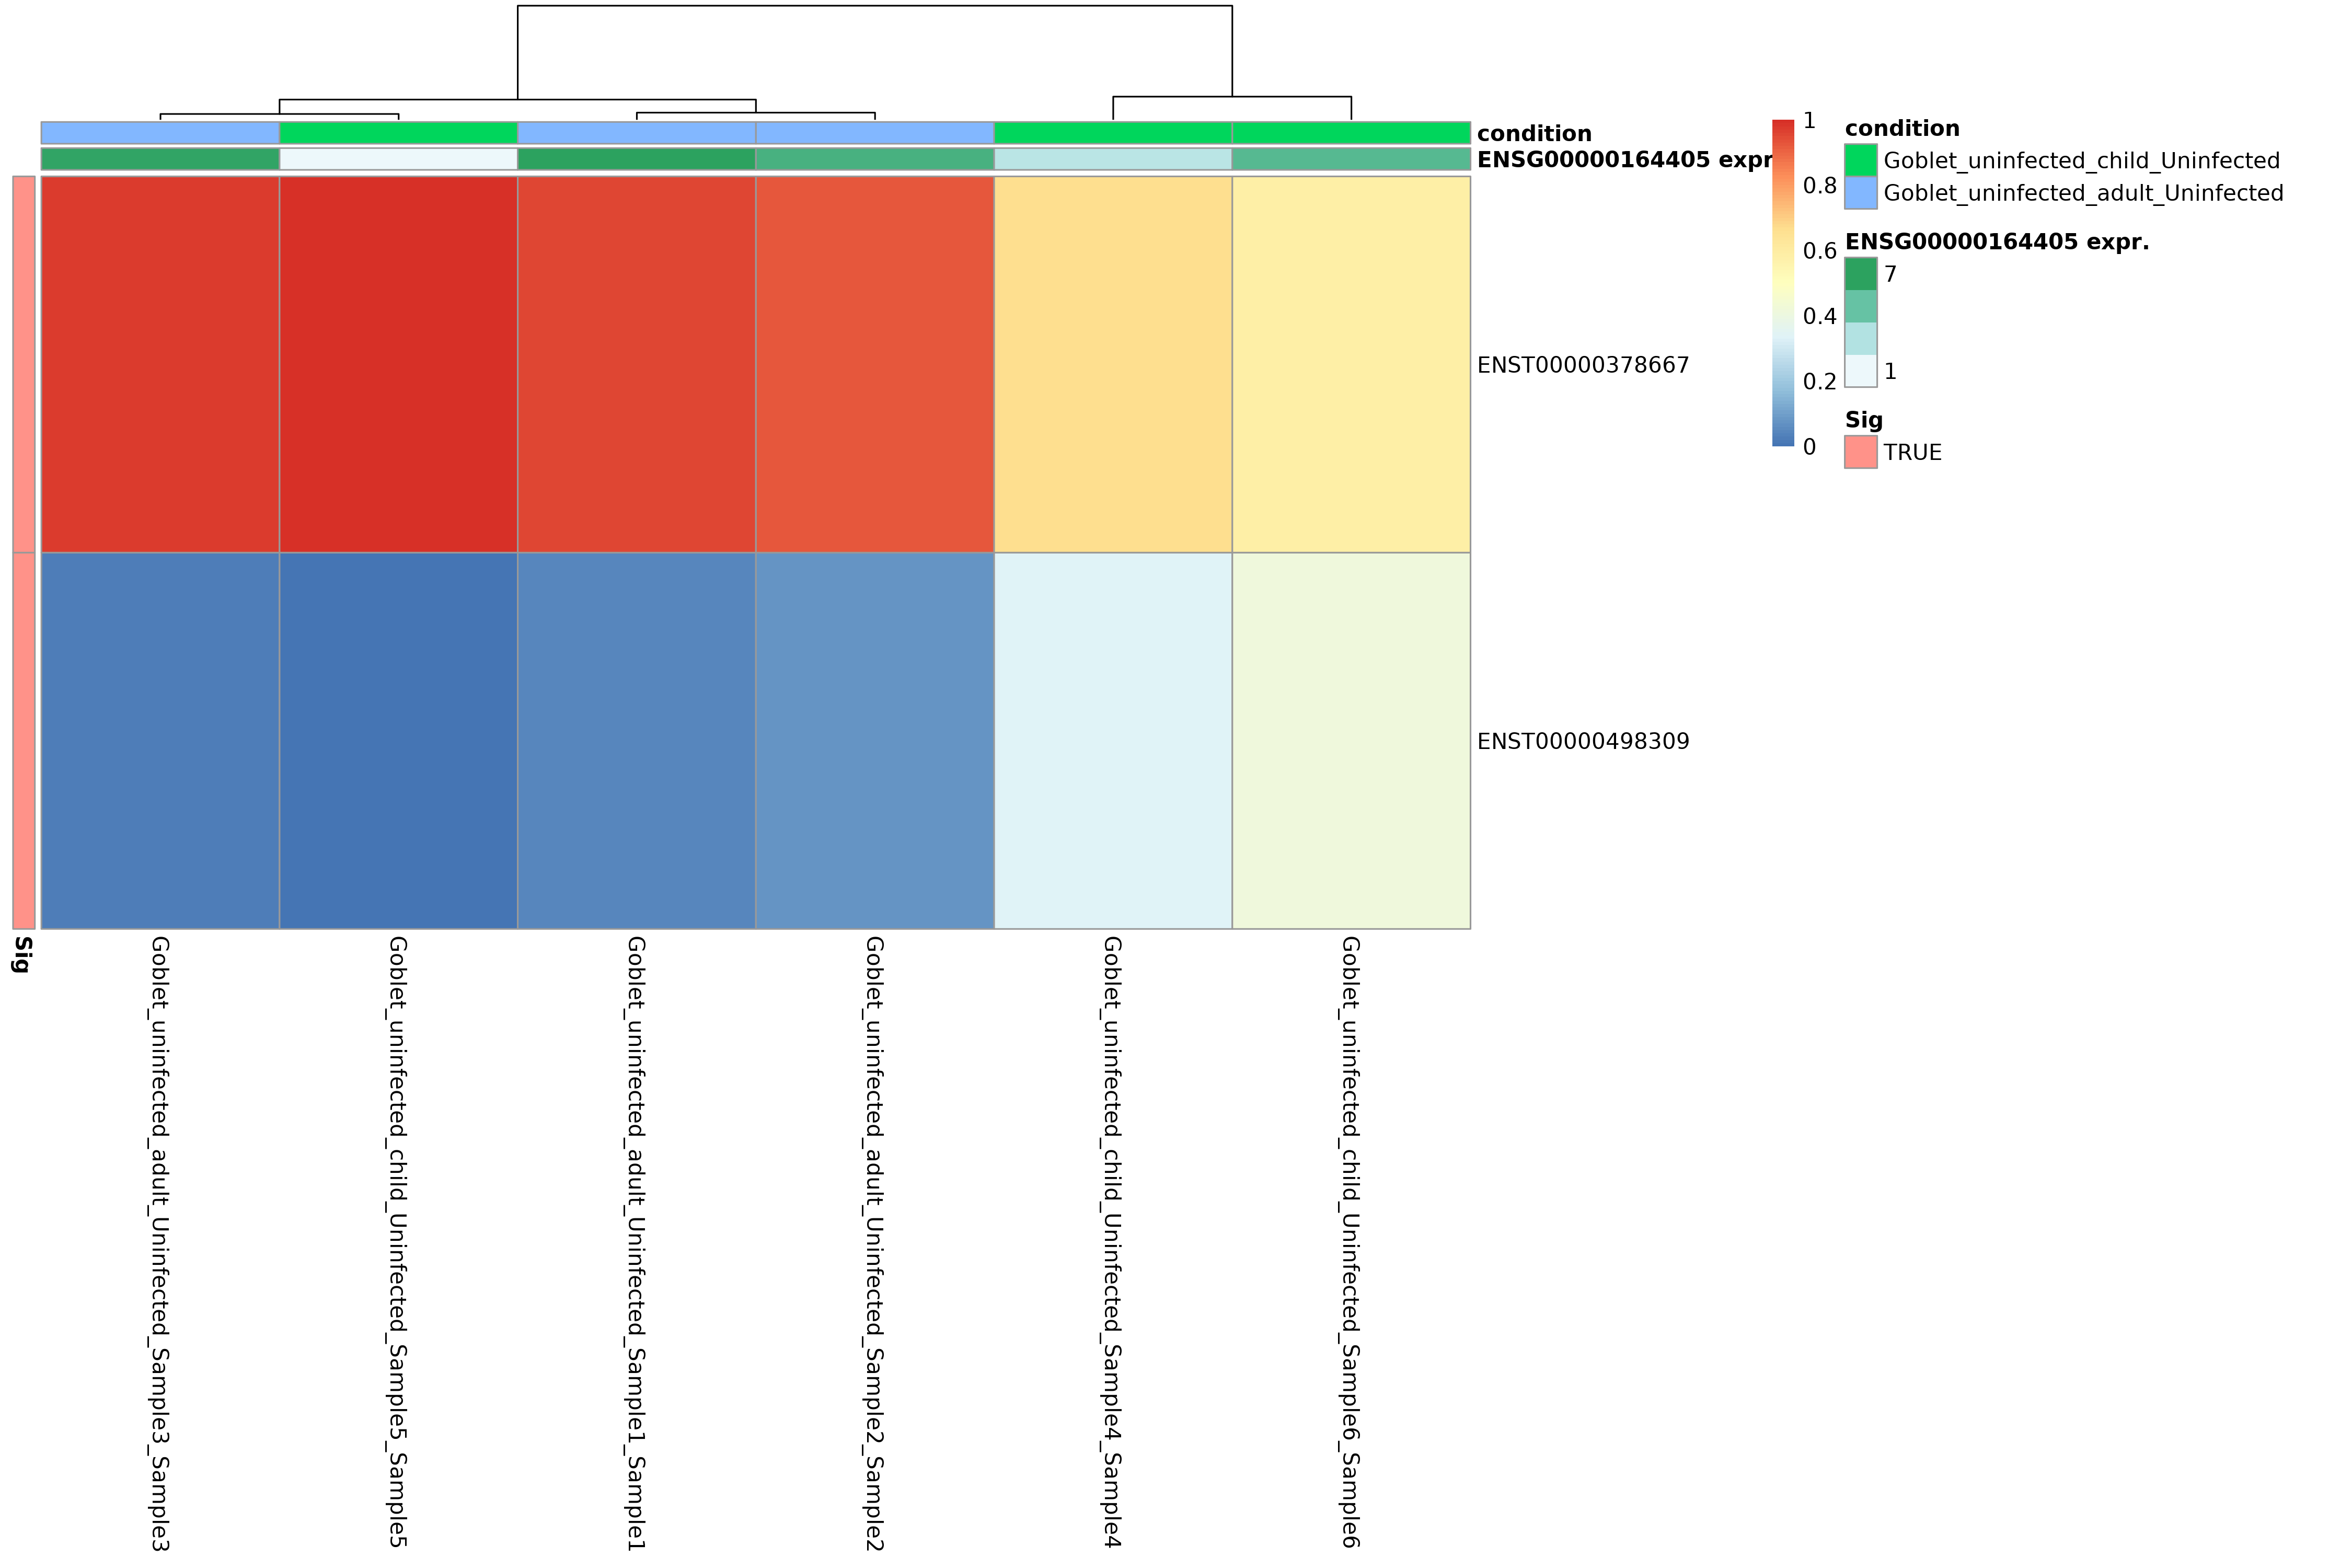 condition
ENSG00000164405 expr
ENST00000378667
ENST00000498309
1
0.8
0.6
0.4
0.2
0
condition
Goblet_uninfected_child_Uninfected
Goblet_uninfected_adult_Uninfected
ENSG00000164405 expr.
7
1
Sig
TRUE
Sig
Goblet_uninfected_adult_Uninfected_Sample3_Sample3
Goblet_uninfected_child_Uninfected_Sample5_Sample5
Goblet_uninfected_adult_Uninfected_Sample1_Sample1
Goblet_uninfected_adult_Uninfected_Sample2_Sample2
Goblet_uninfected_child_Uninfected_Sample4_Sample4
Goblet_uninfected_child_Uninfected_Sample6_Sample6